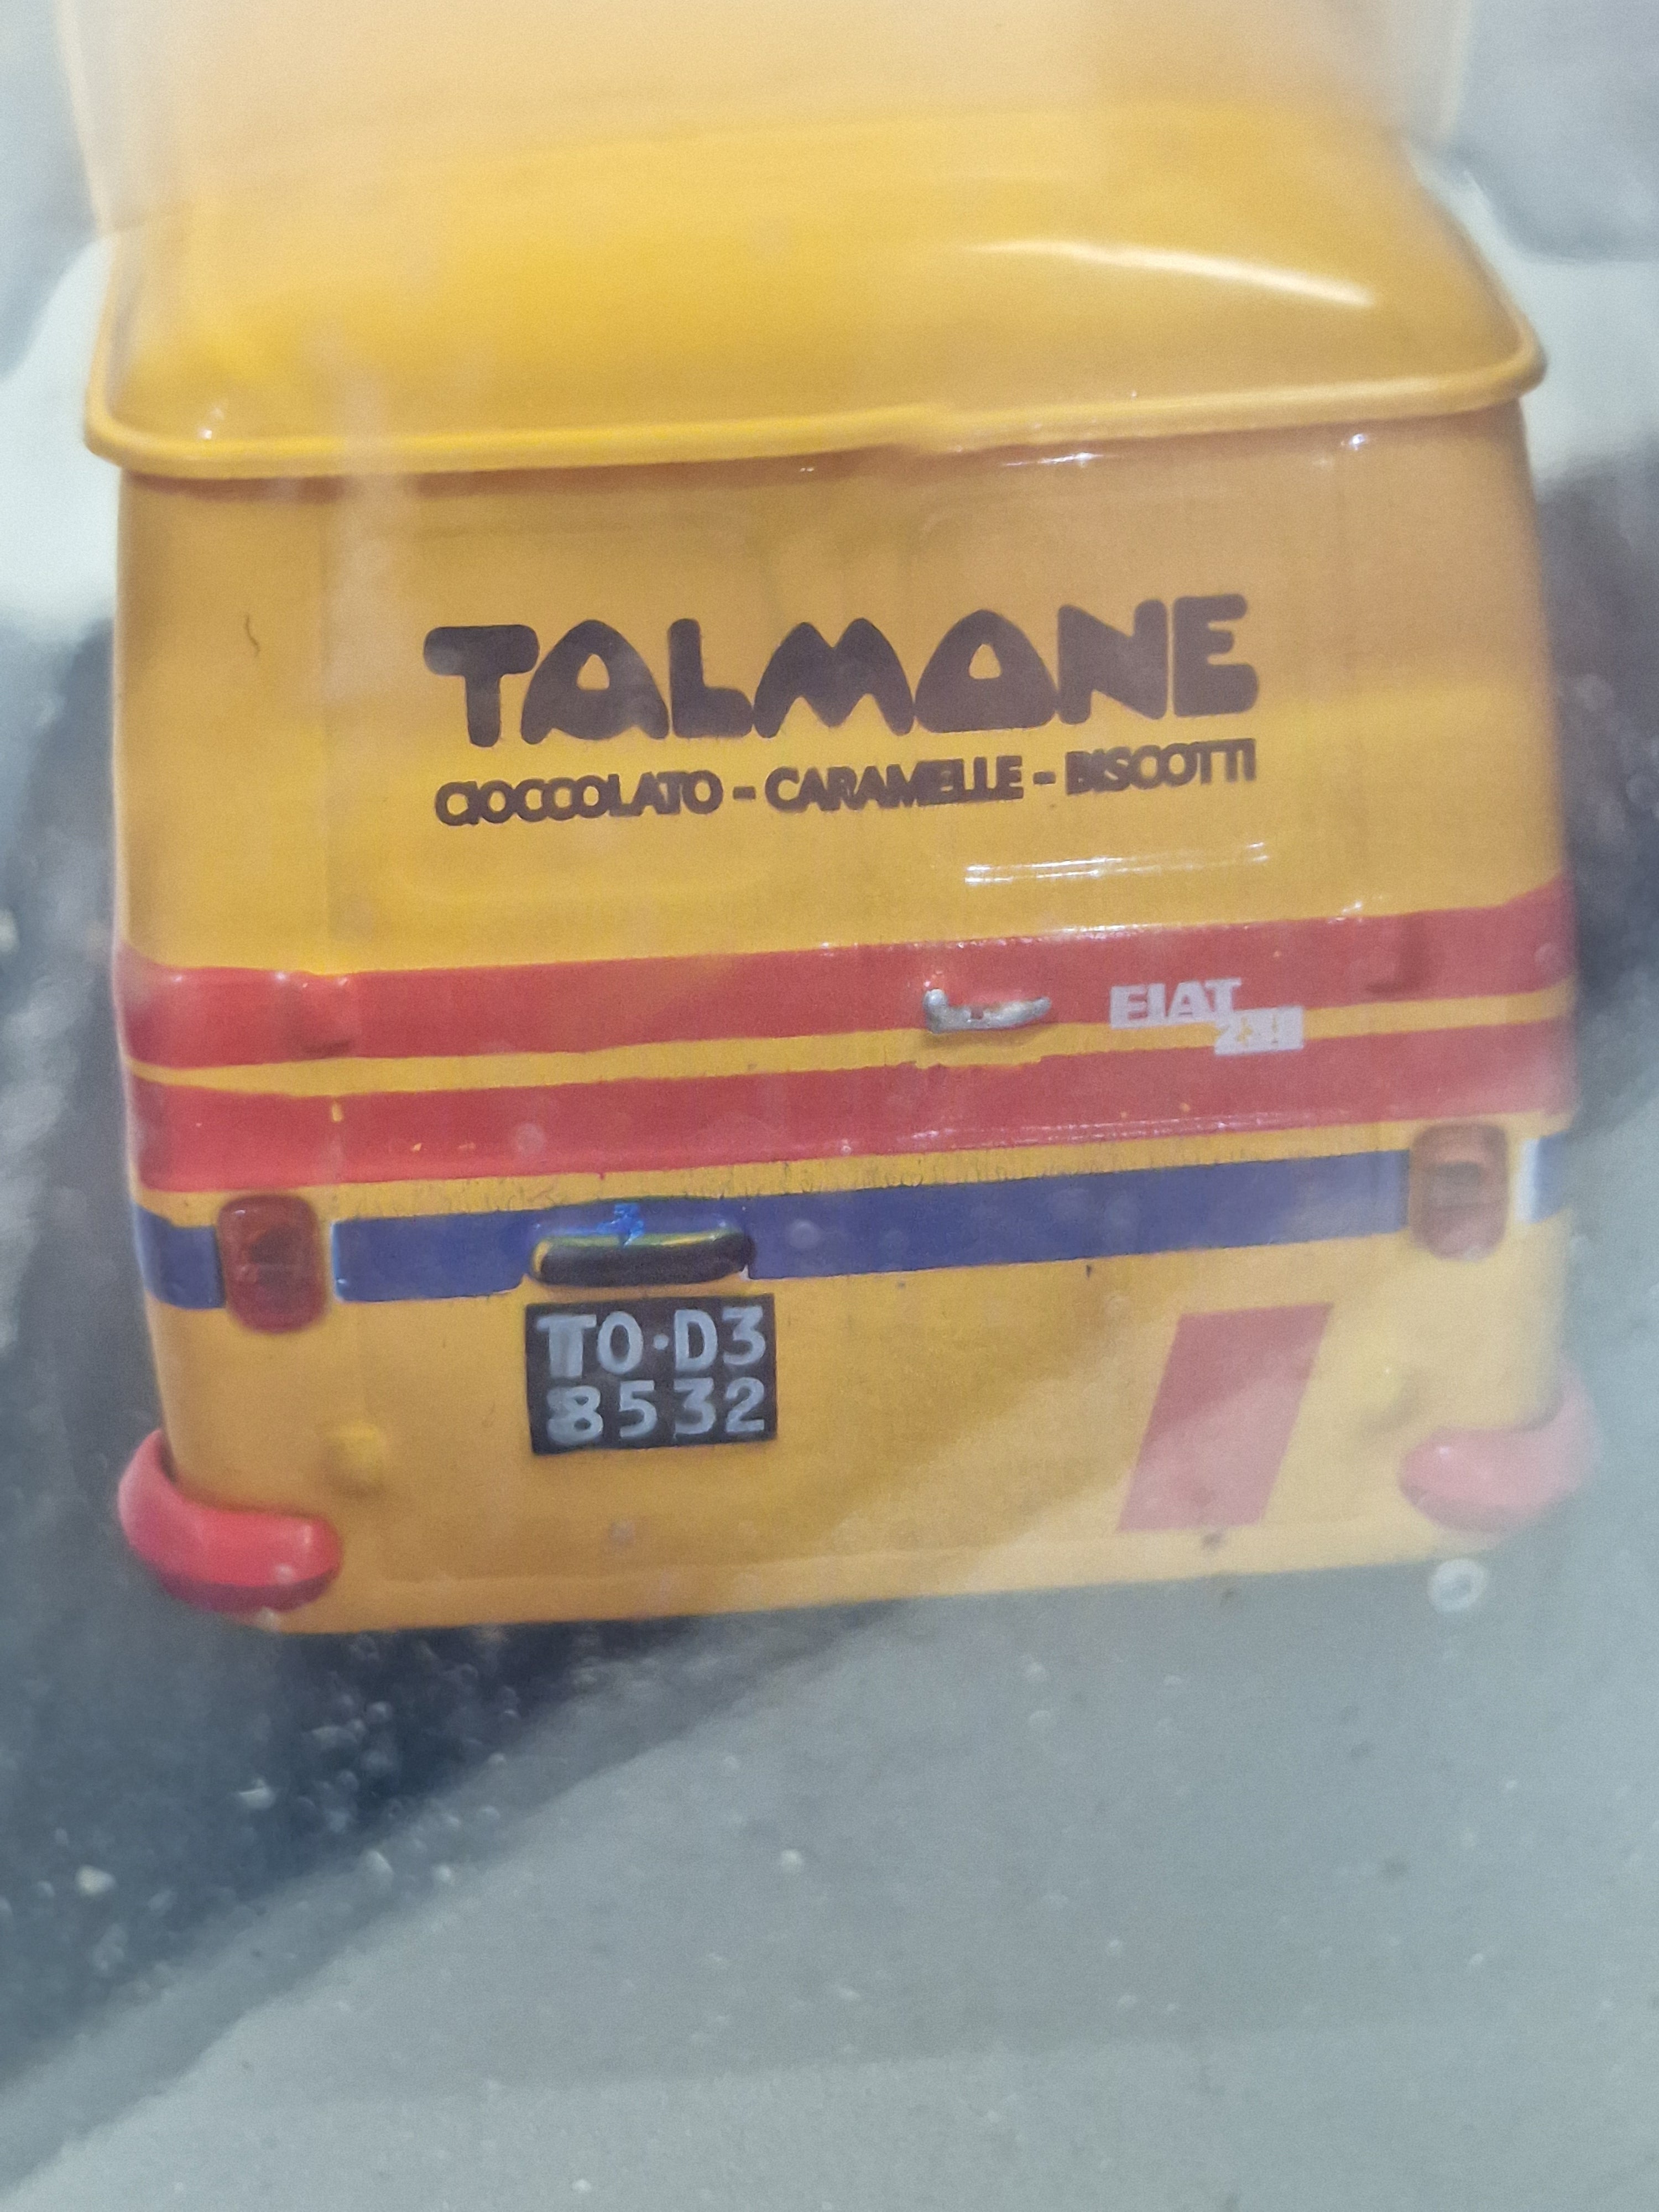 TALMONE
CIOCCOLATO - CARAMELLE - BISCOTTI
FIAT
TO·D3
8532